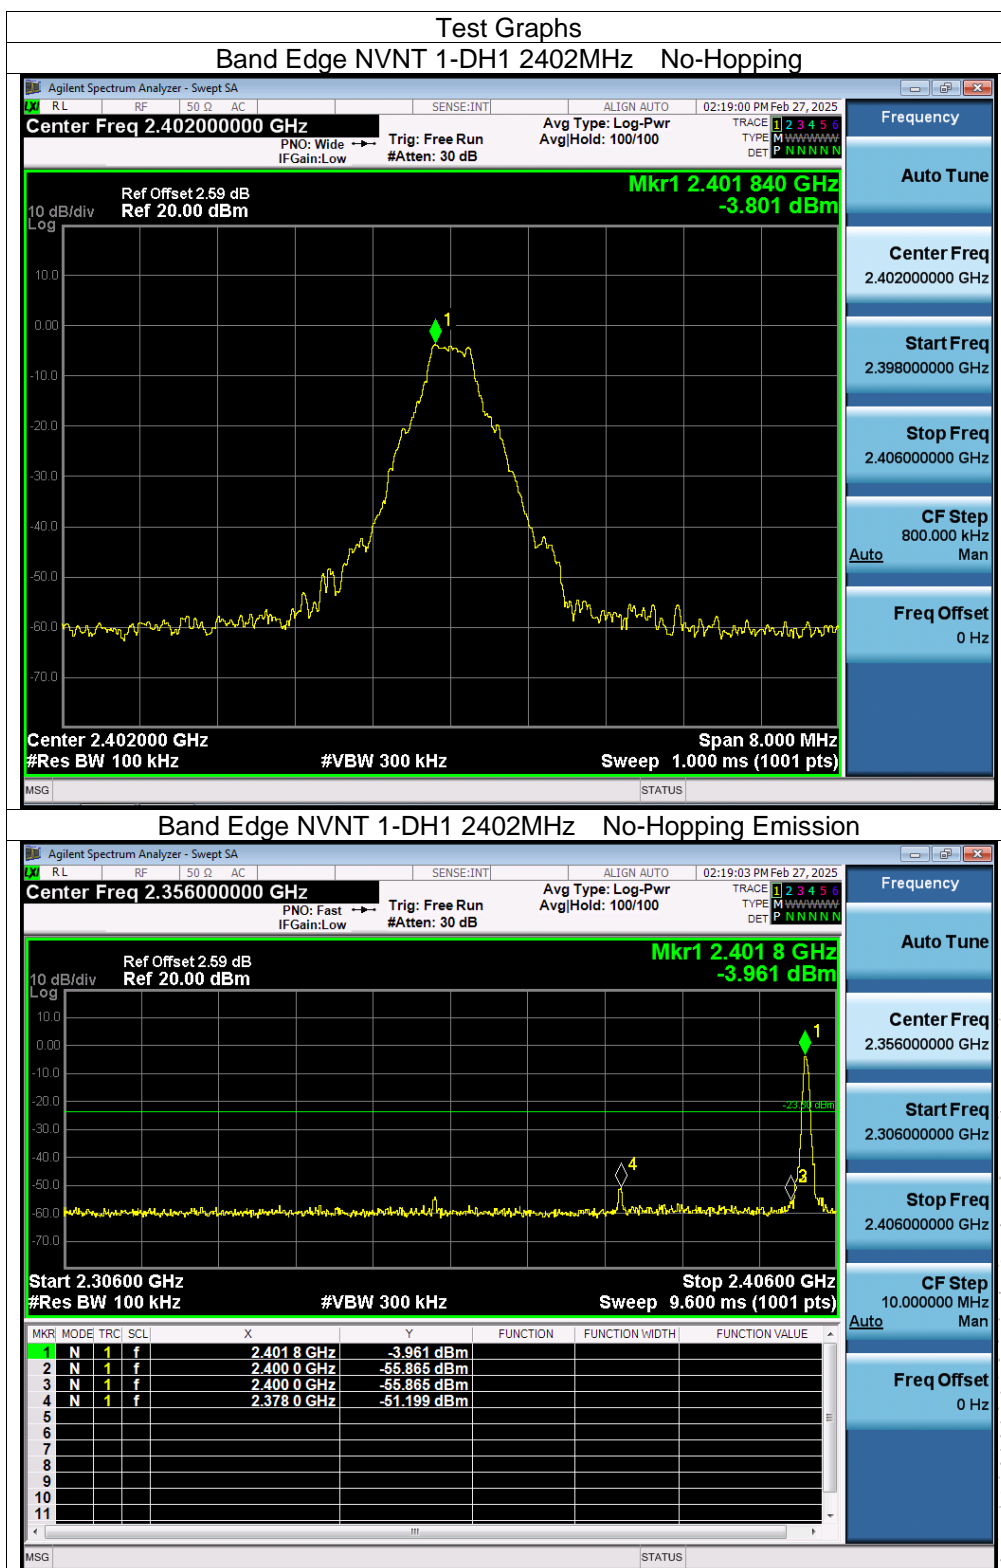 Test Graphs
Band Edge NVNT 1-DH1 2402MHz No-Hopping
Agilent Spectrum Analyzer - Swept SA
LXI RL RF 50 Ω AC SENSE:INT ALIGN AUTO 02:19:00 PM Feb 27, 2025
Center Freq 2.402000000 GHz
PNO: Wide
IFGain:Low
Trig: Free Run
#Atten: 30 dB
Avg Type: Log-Pwr
Avg|Hold: 100/100
TRACE 1 2 3 4 5 6
TYPE M WWWWW
DET P N N N N N
Ref Offset 2.59 dB
10 dB/div Ref 20.00 dBm
Log
Mkr1 2.401 840 GHz
-3.801 dBm
10.0
0.00
-10.0
-20.0
-30.0
-40.0
-50.0
-60.0
-70.0
1
Center 2.402000 GHz Span 8.000 MHz
#Res BW 100 kHz #VBW 300 kHz Sweep 1.000 ms (1001 pts)
MSG STATUS
Frequency
Auto Tune
Center Freq
2.402000000 GHz
Start Freq
2.398000000 GHz
Stop Freq
2.406000000 GHz
CF Step
800.000 kHz
Auto Man
Freq Offset
0 Hz
Band Edge NVNT 1-DH1 2402MHz No-Hopping Emission
Agilent Spectrum Analyzer - Swept SA
LXI RL RF 50 Ω AC SENSE:INT ALIGN AUTO 02:19:03 PM Feb 27, 2025
Center Freq 2.356000000 GHz
PNO: Fast
IFGain:Low
Trig: Free Run
#Atten: 30 dB
Avg Type: Log-Pwr
Avg|Hold: 100/100
TRACE 1 2 3 4 5 6
TYPE M WWWWW
DET P N N N N N
Ref Offset 2.59 dB
10 dB/div Ref 20.00 dBm
Log
Mkr1 2.401 8 GHz
-3.961 dBm
10.0
0.00
-10.0
-20.0
-30.0
-40.0
-50.0
-60.0
-70.0
1
-23.80 dBm
4
3
Start 2.30600 GHz Stop 2.40600 GHz
#Res BW 100 kHz #VBW 300 kHz Sweep 9.600 ms (1001 pts)
MKR MODE TRC SCL X Y FUNCTION FUNCTION WIDTH FUNCTION VALUE
1 N 1 f 2.401 8 GHz -3.961 dBm
2 N 1 f 2.400 0 GHz -55.865 dBm
3 N 1 f 2.400 0 GHz -55.865 dBm
4 N 1 f 2.378 0 GHz -51.199 dBm
5
6
7
8
9
10
11
MSG STATUS
Frequency
Auto Tune
Center Freq
2.356000000 GHz
Start Freq
2.306000000 GHz
Stop Freq
2.406000000 GHz
CF Step
10.000000 MHz
Auto Man
Freq Offset
0 Hz